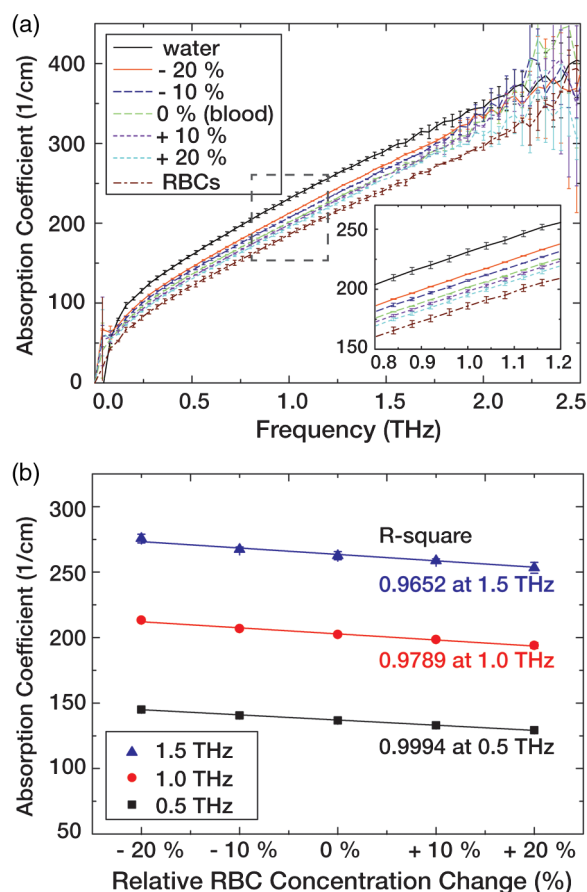 (a)
400
300
200
100
0
Absorption Coefficient (1/cm)
water
- 20 %
- 10 %
0 % (blood)
+ 10 %
+ 20 %
RBCs
250
200
150
0.8 0.9 1.0 1.1 1.2
0.0 0.5 1.0 1.5 2.0 2.5
Frequency (THz)
(b)
300
250
200
150
100
50
Absorption Coefficient (1/cm)
R-square
0.9652 at 1.5 THz
0.9789 at 1.0 THz
0.9994 at 0.5 THz
1.5 THz
1.0 THz
0.5 THz
- 20 % - 10 % 0 % + 10 % + 20 %
Relative RBC Concentration Change (%)